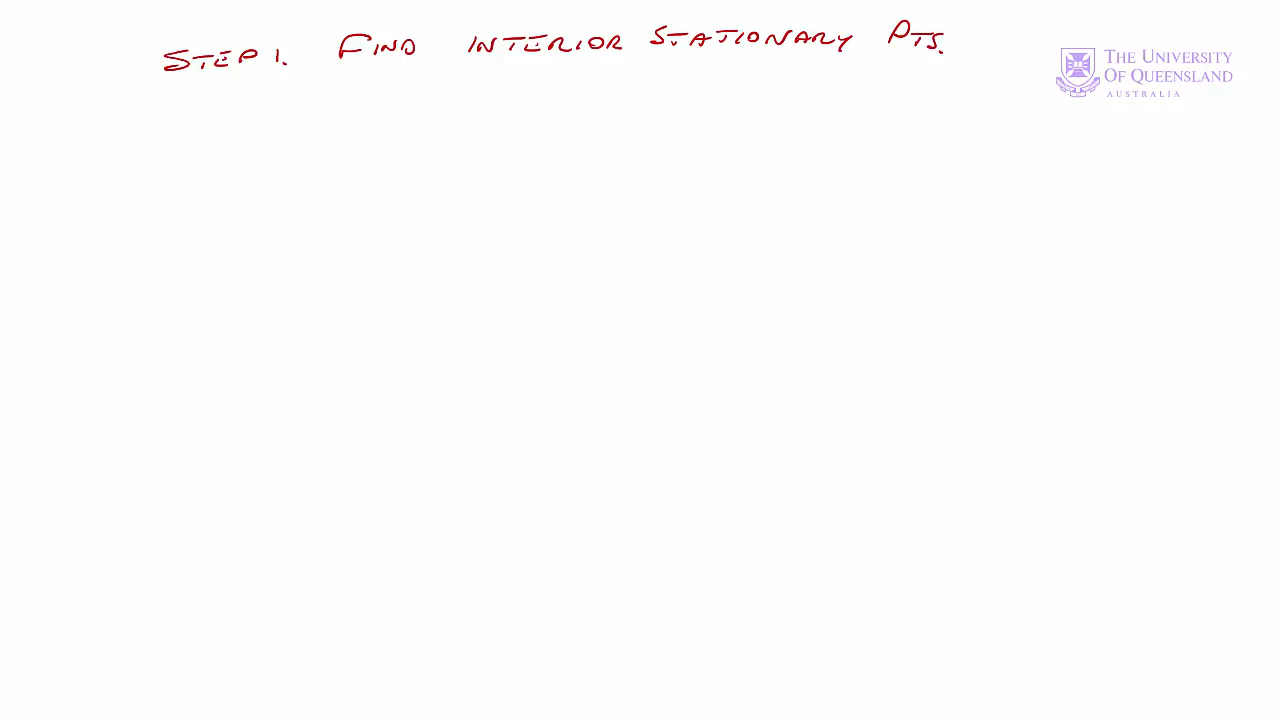 STEP 1. FIND INTERIOR STATIONARY PTS.
THE UNIVERSITY
OF QUEENSLAND
AUSTRALIA